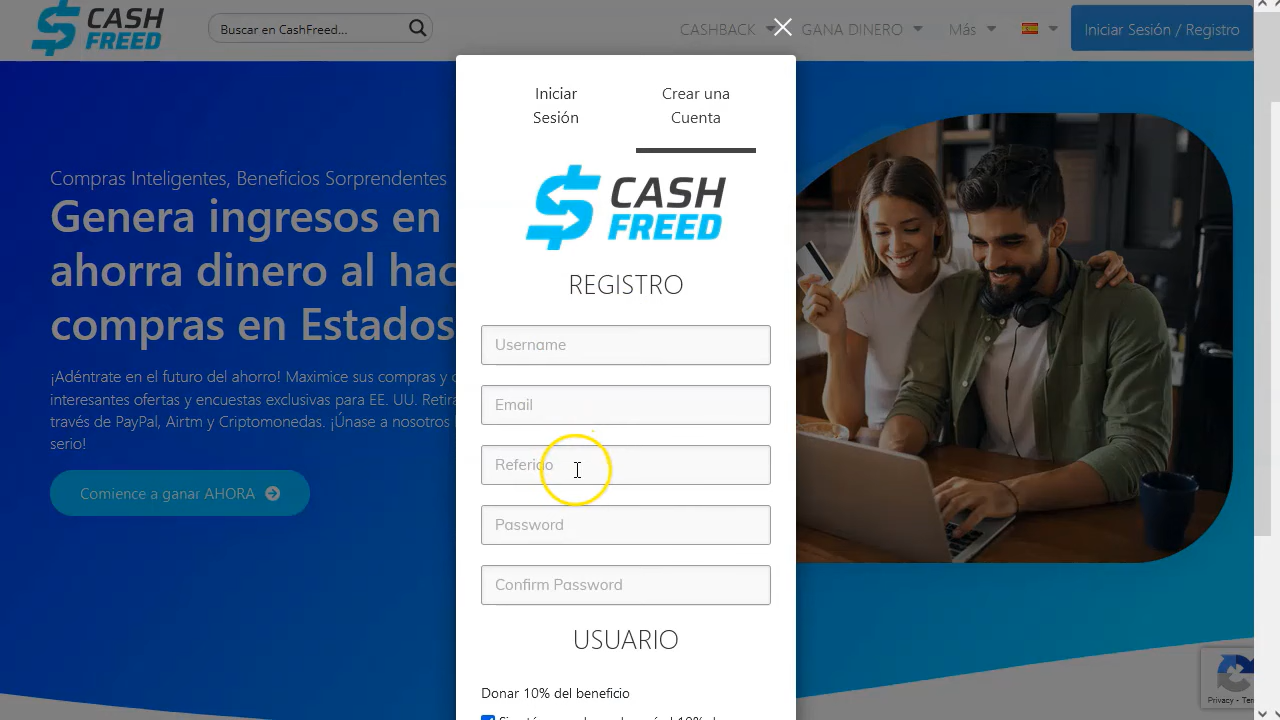 CASH
FREED
Buscar en CashFreed...
CASHBACK
GANA DINERO
Más
Iniciar Sesión / Registro
Compras Inteligentes, Beneficios Sorprendentes
Genera ingresos en
ahorra dinero al hac
compras en Estados
¡Adéntrate en el futuro del ahorro! Maximice sus compras y
interesantes ofertas y encuestas exclusivas para EE. UU. Retir
través de PayPal, Airtm y Criptomonedas. ¡Únase a nosotros
serio!
Comience a ganar AHORA
Iniciar
Sesión
Crear una
Cuenta
CASH
FREED
REGISTRO
Username
Email
Referido
Password
Confirm Password
USUARIO
Donar 10% del beneficio
Privacy